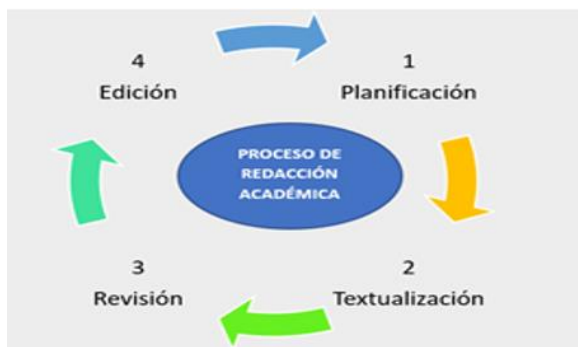 4
Edición
1
Planificación
PROCESO DE
REDACCIÓN
ACADÉMICA
3
Revisión
2
Textualización